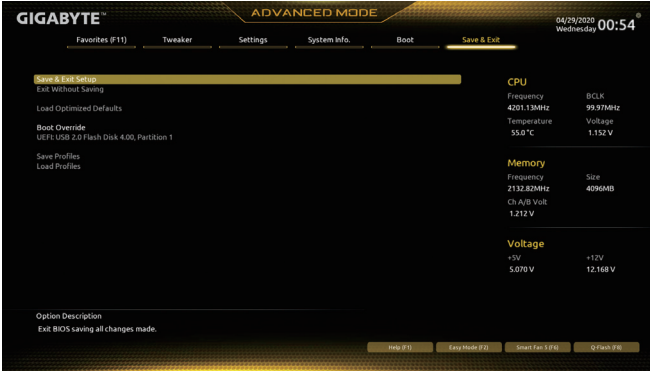 GIGABYTE™
ADVANCED MODE
04/29/2020
Wednesday 00:54
Favorites (F11) Tweaker Settings System Info. Boot Save & Exit
Save & Exit Setup
Exit Without Saving
Load Optimized Defaults
Boot Override
UEFI: USB 2.0 Flash Disk 4.00, Partition 1
Save Profiles
Load Profiles
CPU
Frequency BCLK
4201.13MHz 99.97MHz
Temperature Voltage
55.0 °C 1.152 V
Memory
Frequency Size
2132.82MHz 4096MB
Ch A/B Volt
1.212 V
Voltage
+5V +12V
5.070 V 12.168 V
Option Description
Exit BIOS saving all changes made.
Help (F1) Easy Mode (F2) Smart Fan 5 (F6) Q-Flash (F8)